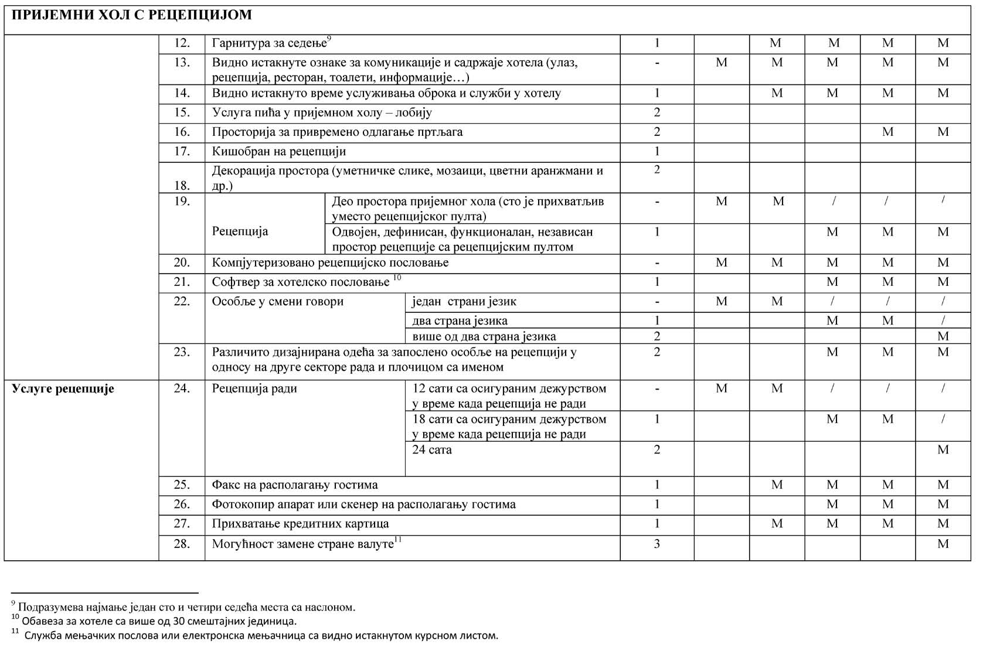 ПРИЈЕМНИ ХОЛ С РЕЦЕПЦИЈОМ
12. Гарнитура за седење9 1 М М М М
13. Видно истакнуте ознаке за комуникације и садржаје хотела (улаз, - М М М М М
рецепција, ресторан, тоалети, информације…)
14. Видно истакнуто време услуживања оброка и служби у хотелу 1 М М М М
15. Услуга пића у пријемном холу – лобију 2
16. Просторија за привремено одлагање пртљага 2 М М
17. Кишобран на рецепцији 1
Декорација простора (уметничке слике, мозаици, цветни аранжмани и 2
18. др.)
19. Део простора пријемног хола (сто је прихватљив - М М / / /
уместо рецепцијског пулта)
Рецепција Одвојен, дефинисан, функционалан, независан 1 М М М
простор рецепције са рецепцијским пултом
20. Компјутеризовано рецепцијско пословање - М М М М М
21. Софтвер за хотелско пословање 10 1 М М М
22. Особље у смени говори један страни језик - М М / / /
два страна језика 1 М М /
више од два страна језика 2 М
23. Различито дизајнирана одећа за запослено особље на рецепцији у 2 М М М
односу на друге секторе рада и плочицом са именом
Услуге рецепције 24. Рецепција ради 12 сати са осигураним дежурством - М М / / /
у време када рецепција не ради
18 сати са осигураним дежурством 1 М М /
у време када рецепција не ради
24 сата 2 М
25. Факс на располагању гостима 1 М М М М
26. Фотокопир апарат или скенер на располагању гостима 1 М М М
27. Прихватање кредитних картица 1 М М М М
28. Могућност замене стране валуте11 3 М
9 Подразумева најмање један сто и четири седећа места са наслоном.
10 Обавеза за хотеле са више од 30 смештајних јединица.
11 Служба мењачких послова или електронска мењачница са видно истакнутом курсном листом.